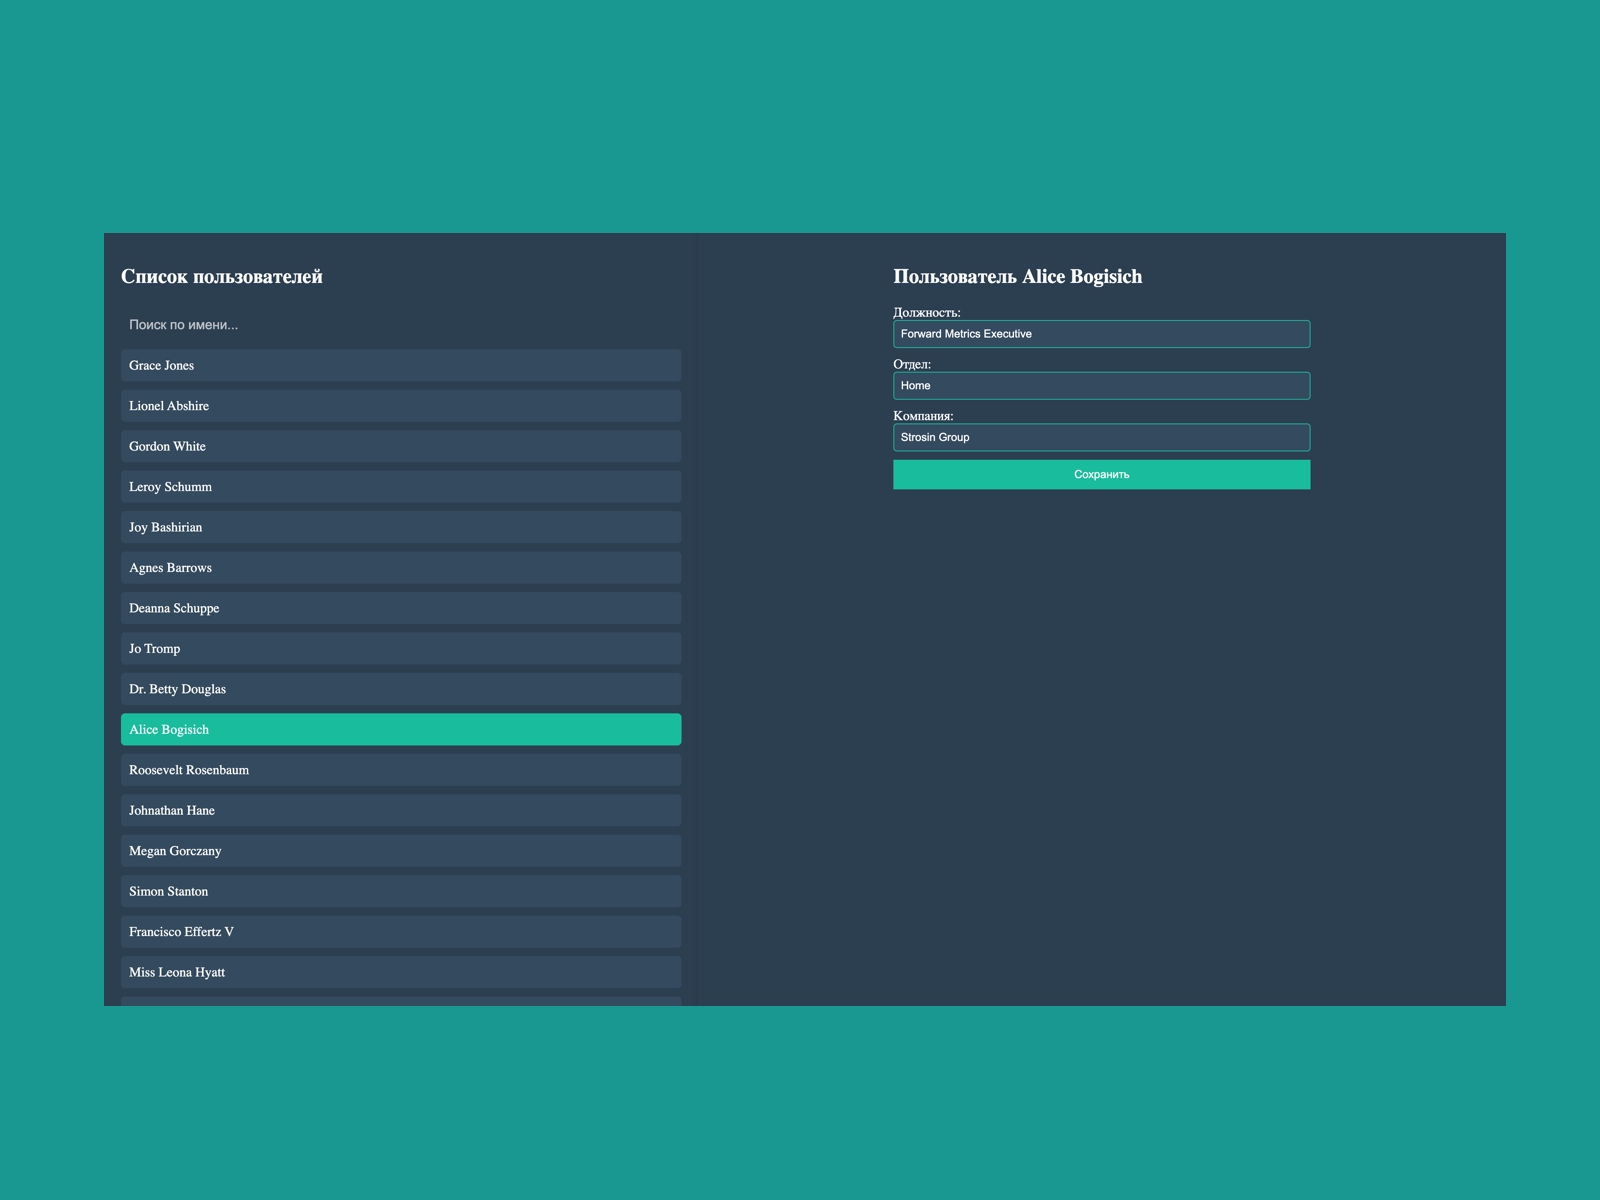 Список пользователей
Поиск по имени...
Grace Jones
Lionel Abshire
Gordon White
Leroy Schumm
Joy Bashirian
Agnes Barrows
Deanna Schuppe
Jo Tromp
Dr. Betty Douglas
Alice Bogisich
Roosevelt Rosenbaum
Johnathan Hane
Megan Gorczany
Simon Stanton
Francisco Effertz V
Miss Leona Hyatt
Пользователь Alice Bogisich
Должность:
Forward Metrics Executive
Отдел:
Home
Компания:
Strosin Group
Сохранить